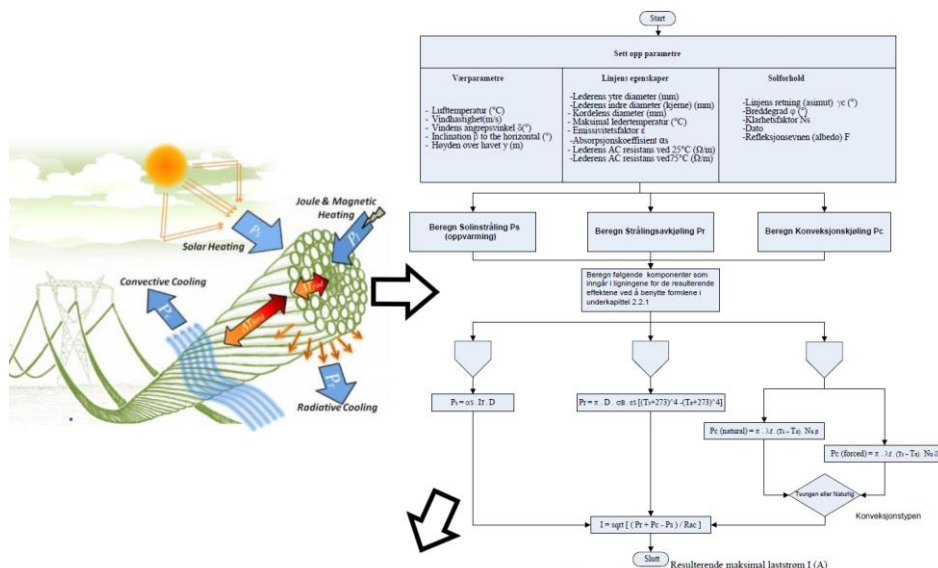 Joule & Magnetic
Heating
Ps
PJ
Solar Heating
Convective Cooling
Pc
Pr
Radiative Cooling
Start
Sett opp parametre
Værparametre
- Lufttemperatur (°C)
- Vindhastighet(m/s)
- Vindens angrepsvinkel δ(°)
- Inclination β to the horizontal (°)
- Høyden over havet y (m)
Linjens egenskaper
-Lederens ytre diameter (mm)
-Lederens indre diameter (kjerne) (mm)
-Kordelens diameter (mm)
- Maksimal ledertemperatur (°C)
- Emissivitetsfaktor ε
-Absorpsjonskoeffisient αs
- Lederens AC resistans ved 25°C (Ω/m)
- Lederens AC resistans ved75°C (Ω/m)
Solforhold
-Linjens retning (asimut) γc (°)
-Breddegrad φ (°)
-Klarhetsfaktor Ns
-Dato
-Refleksjonsevnen (albedo) F
Beregn Solinstråling Ps
(oppvarming)
Beregn Strålingsavkjøling Pr
Beregn Konveksjonskjøling Pc
Beregn følgende komponenter som
inngår i ligningene for de resulterende
effektene ved å benytte formlene i
underkapittel 2.2.1
Ps = αS . IT . D
Pr = π . D . σB . εS [(Ts+273)^4 -(Ta+273)^4]
Pc (natural) = π . λf . (Ts – Ta) . Nu β
Pc (forced) = π . λf . (Ts – Ta) . Nu δ
Tvungen eller Naturlig
Konveksjonstypen
I = sqrt [ ( Pr + Pc - Ps ) / Rac ]
Slutt
Resulterende maksimal laststrøm I (A)